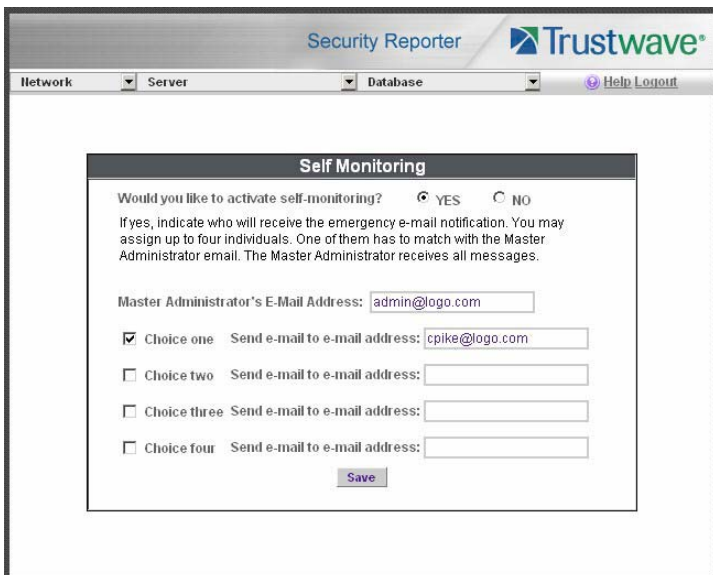 Security Reporter Trustwave®
Network Server Database Help Logout
Self Monitoring
Would you like to activate self-monitoring? YES NO
If yes, indicate who will receive the emergency e-mail notification. You may
assign up to four individuals. One of them has to match with the Master
Administrator email. The Master Administrator receives all messages.
Master Administrator's E-Mail Address: admin@logo.com
Choice one Send e-mail to e-mail address: cpike@logo.com
Choice two Send e-mail to e-mail address:
Choice three Send e-mail to e-mail address:
Choice four Send e-mail to e-mail address:
Save